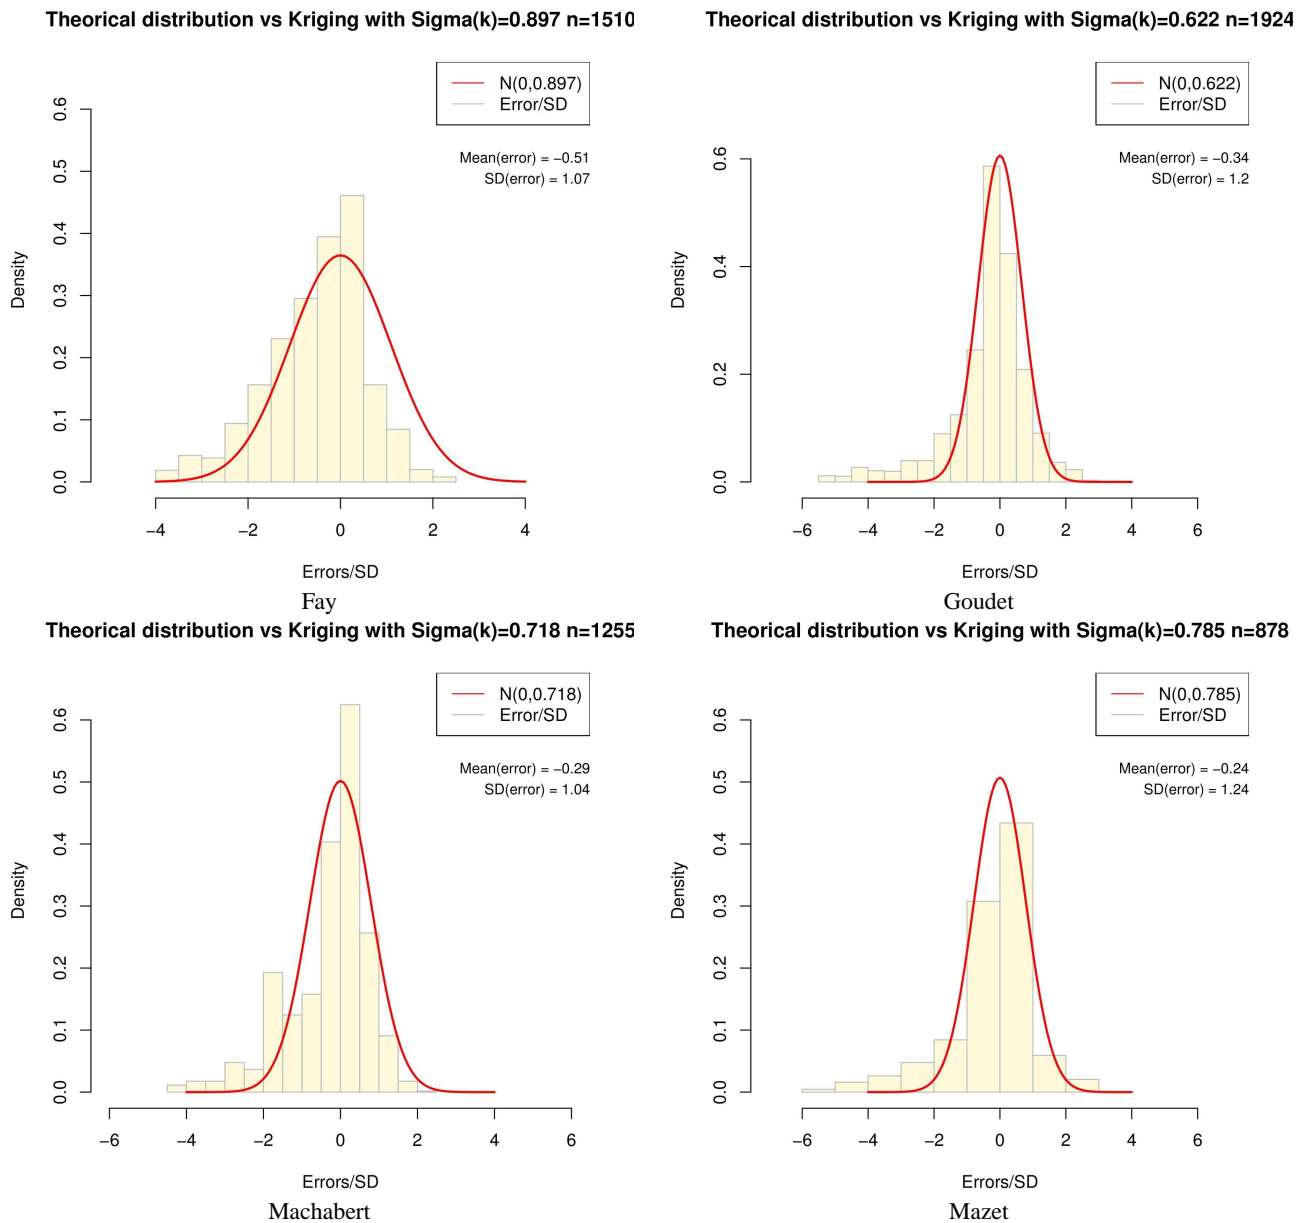 Theorical distribution vs Kriging with Sigma(k)=0.897 n=1510
N(0,0.897)
Error/SD
Mean(error) = −0.51
SD(error) = 1.07
0.6
0.5
0.4
0.3
0.2
0.1
0.0
Density
−4 −2 0 2 4
Errors/SD
Fay
Theorical distribution vs Kriging with Sigma(k)=0.622 n=1924
N(0,0.622)
Error/SD
Mean(error) = −0.34
SD(error) = 1.2
0.6
0.4
0.2
0.0
Density
−6 −4 −2 0 2 4 6
Errors/SD
Goudet
Theorical distribution vs Kriging with Sigma(k)=0.718 n=1255
N(0,0.718)
Error/SD
Mean(error) = −0.29
SD(error) = 1.04
0.6
0.5
0.4
0.3
0.2
0.1
0.0
Density
−6 −4 −2 0 2 4 6
Errors/SD
Machabert
Theorical distribution vs Kriging with Sigma(k)=0.785 n=878
N(0,0.785)
Error/SD
Mean(error) = −0.24
SD(error) = 1.24
0.6
0.5
0.4
0.3
0.2
0.1
0.0
Density
−6 −4 −2 0 2 4 6
Errors/SD
Mazet